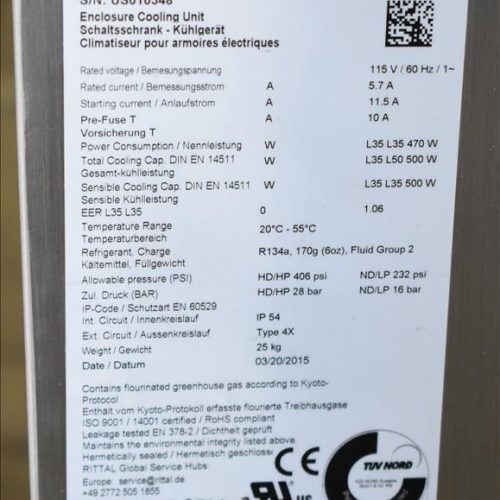 S/N: US010348
Enclosure Cooling Unit
Schaltsschrank - Kühlgerät
Climatiseur pour armoires électriques
Rated voltage / Bemessungspannung 115 V / 60 Hz / 1~
Rated current / Bemessungsstrom A 5.7 A
Starting current / Anlaufstrom A 11.5 A
Pre-Fuse T A 10 A
Vorsicherung T
Power Consumption / Nennleistung W L35 L35 470 W
Total Cooling Cap. DIN EN 14511 W L35 L50 500 W
Gesamt-kühlleistung
Sensible Cooling Cap. DIN EN 14511 W L35 L35 500 W
Sensible Kühlleistung
EER L35 L35 0 1.06
Temperature Range 20°C - 55°C
Temperaturbereich
Refrigerant, Charge R134a, 170g (6oz), Fluid Group 2
Kältemittel, Füllgewicht
Allowable pressure (PSI) HD/HP 406 psi ND/LP 232 psi
Zul. Druck (BAR) HD/HP 28 bar ND/LP 16 bar
IP-Code / Schutzart EN 60529
Int. Circuit / Innenkreislauf IP 54
Ext. Circuit / Aussenkreislauf Type 4X
Weight / Gewicht 25 kg
Date / Datum 03/20/2015
Contains flourinated greenhouse gas according to Kyoto-
Protocol
Enthält vom Kyoto-Protokoll erfasste flourierte Treibhausgase
ISO 9001 / 14001 certified / RoHS compliant
Leakage tested EN 378-2 / Dichtheit geprüft
Maintains the environmental integrity listed above.
Hermetically sealed / Hermetisch geschlossen
RITTAL Global Service Hubs:
Europe: service@rittal.de
+49 2772 505 1855
US
TÜV NORD